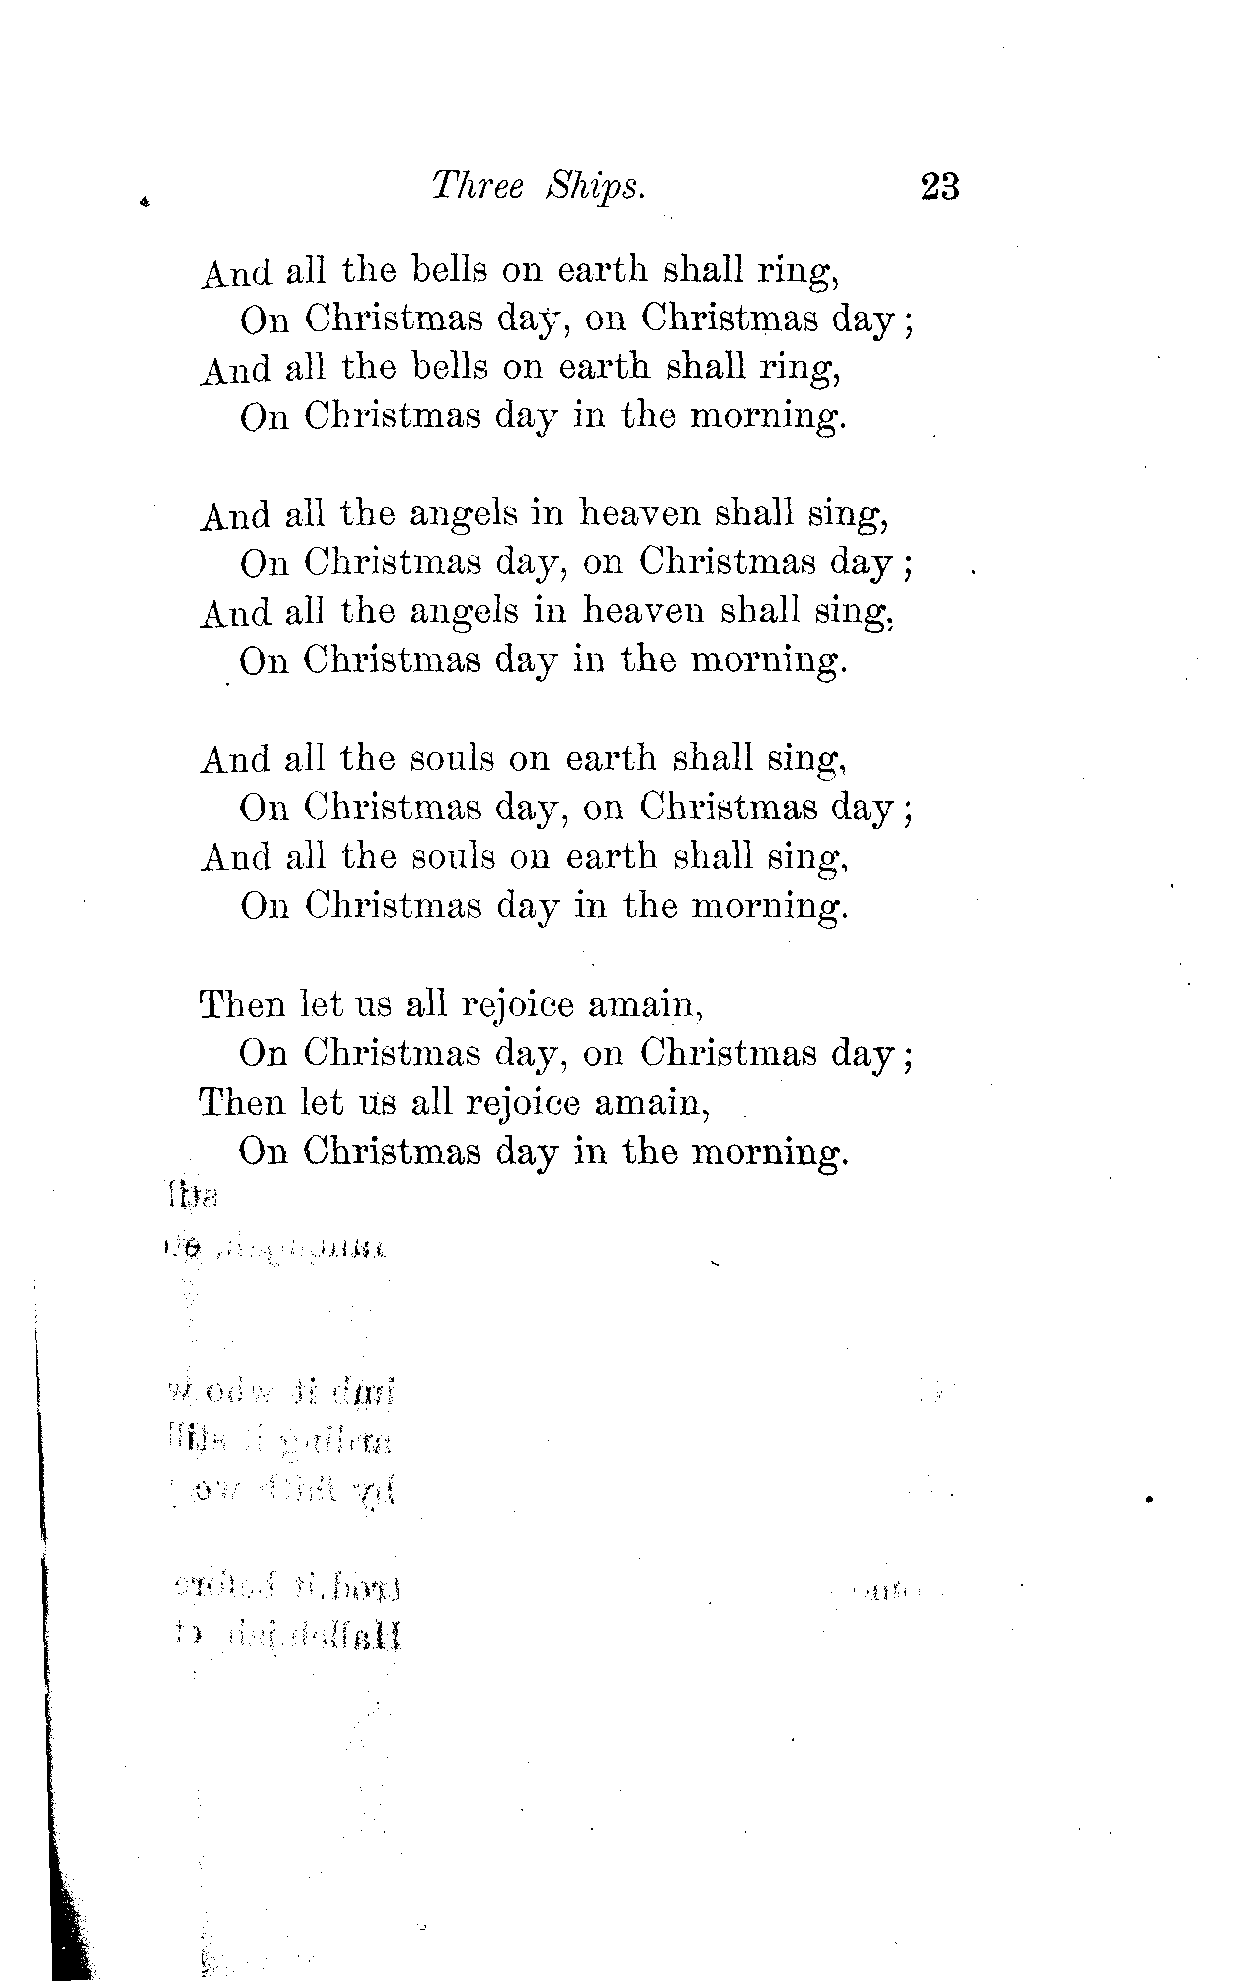 Three Ships. 23
And all the bells on earth shall ring,
On Christmas day, on Christmas day;
And all the bells on earth shall ring,
On Christmas day in the morning.
And all the angels in heaven shall sing,
On Christmas day, on Christmas day;
And all the angels in heaven shall sing,
On Christmas day in the morning.
And all the souls on earth shall sing,
On Christmas day, on Christmas day;
And all the souls on earth shall sing,
On Christmas day in the morning.
Then let us all rejoice amain,
On Christmas day, on Christmas day;
Then let us all rejoice amain,
On Christmas day in the morning.